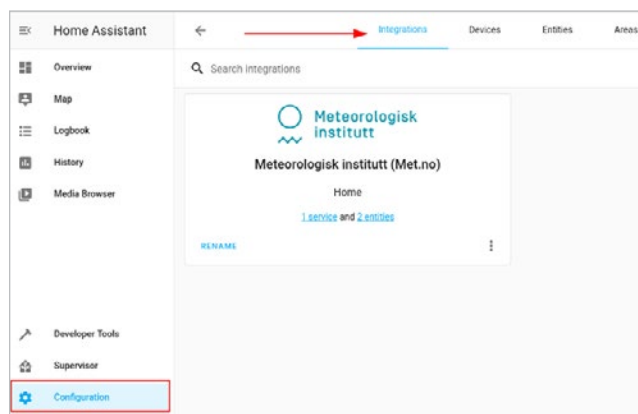 Home Assistant
Integrations
Devices
Entities
Areas
Overview
Search integrations
Map
Meteorologisk
institutt
Logbook
History
Meteorologisk institutt (Met.no)
Media Browser
Home
1 service and 2 entities
RENAME
Developer Tools
Supervisor
Configuration